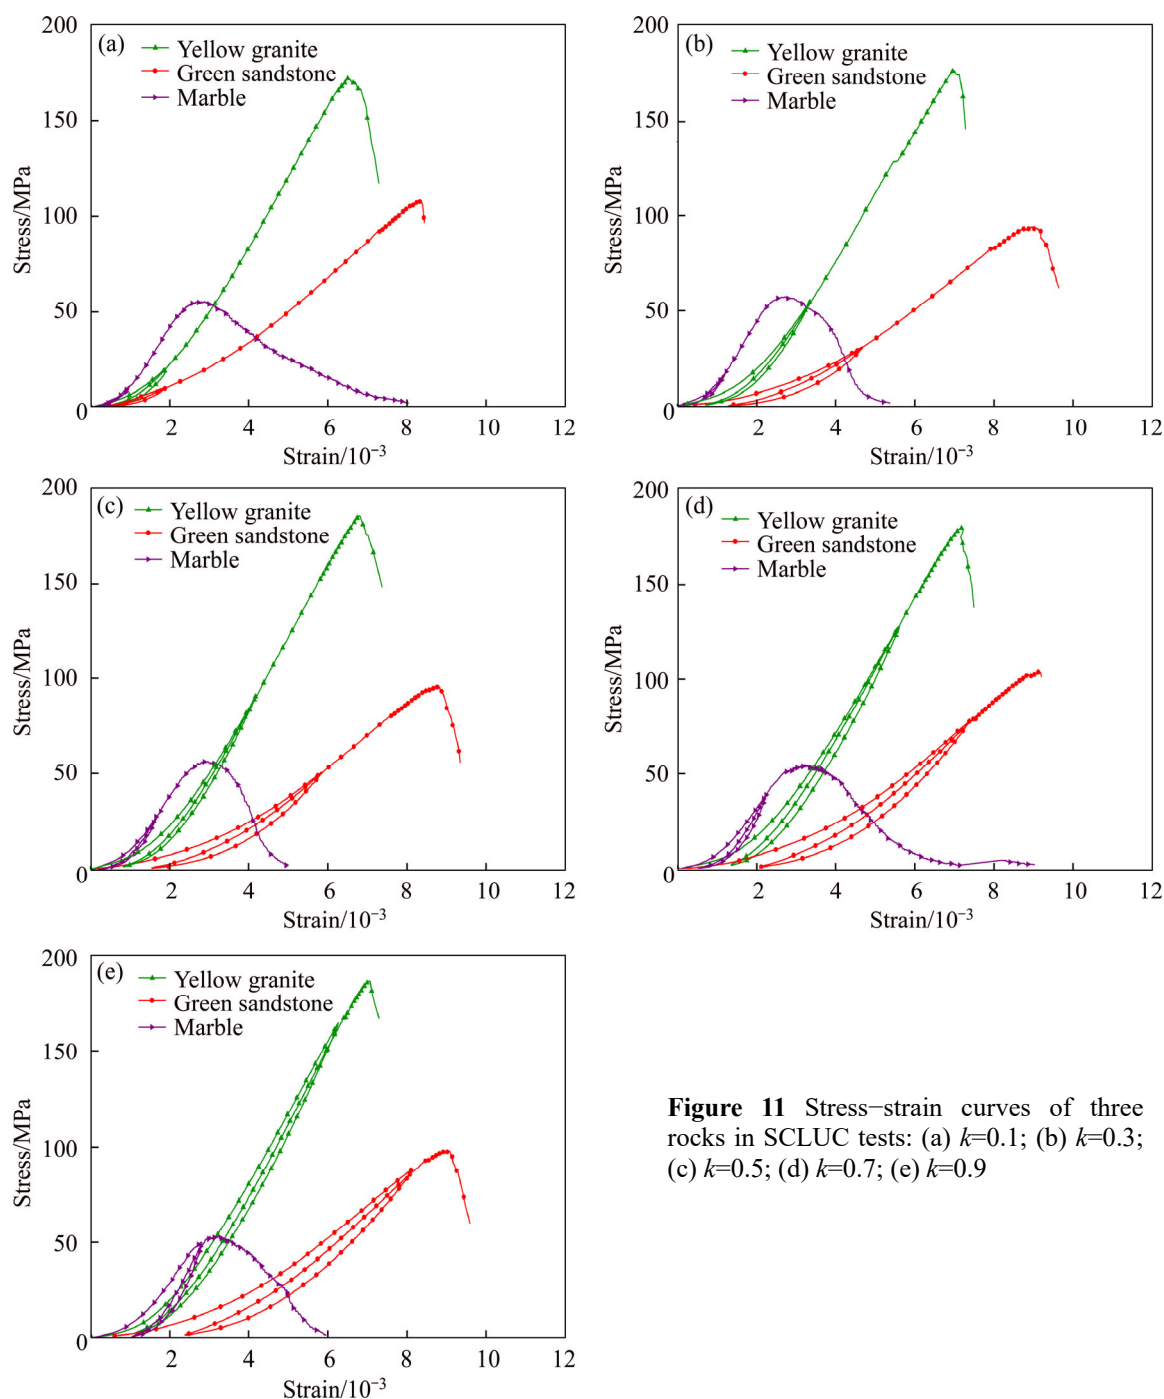 (a)
Yellow granite
Green sandstone
Marble
200
150
100
50
0
2 4 6 8 10 12
Stress/MPa
Strain/10⁻³
(b)
Yellow granite
Green sandstone
Marble
200
150
100
50
0
2 4 6 8 10 12
Stress/MPa
Strain/10⁻³
(c)
Yellow granite
Green sandstone
Marble
200
150
100
50
0
2 4 6 8 10 12
Stress/MPa
Strain/10⁻³
(d)
Yellow granite
Green sandstone
Marble
200
150
100
50
0
2 4 6 8 10 12
Stress/MPa
Strain/10⁻³
(e)
Yellow granite
Green sandstone
Marble
200
150
100
50
0
2 4 6 8 10 12
Stress/MPa
Strain/10⁻³
Figure 11 Stress−strain curves of three
rocks in SCLUC tests: (a) k=0.1; (b) k=0.3;
(c) k=0.5; (d) k=0.7; (e) k=0.9